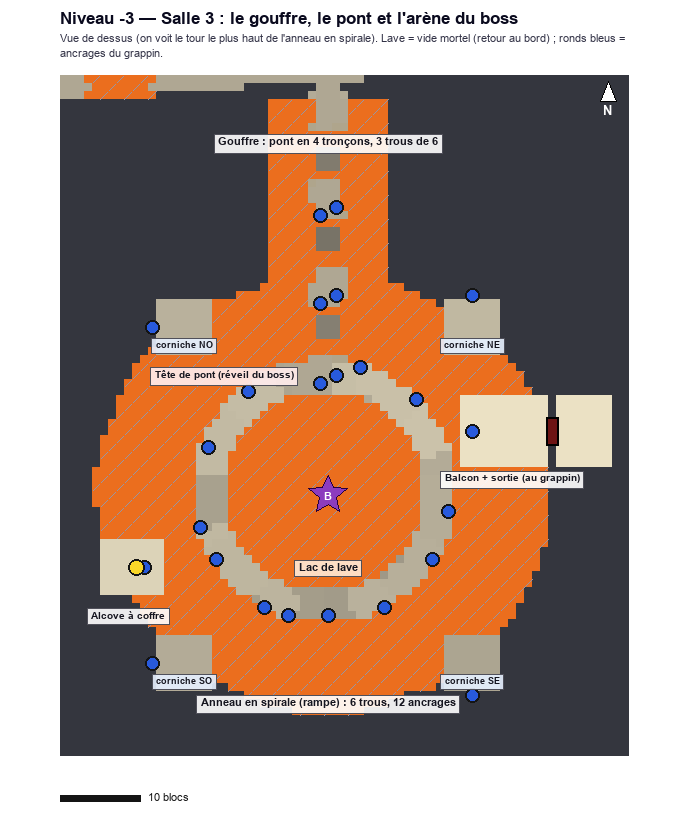 Niveau -3 — Salle 3 : le gouffre, le pont et l'arène du boss
Vue de dessus (on voit le tour le plus haut de l'anneau en spirale). Lave = vide mortel (retour au bord) ; ronds bleus =
ancrages du grappin.
N
Gouffre : pont en 4 tronçons, 3 trous de 6
corniche NO
corniche NE
Tête de pont (réveil du boss)
Balcon + sortie (au grappin)
B
Lac de lave
Alcove à coffre
corniche SO
corniche SE
Anneau en spirale (rampe) : 6 trous, 12 ancrages
10 blocs